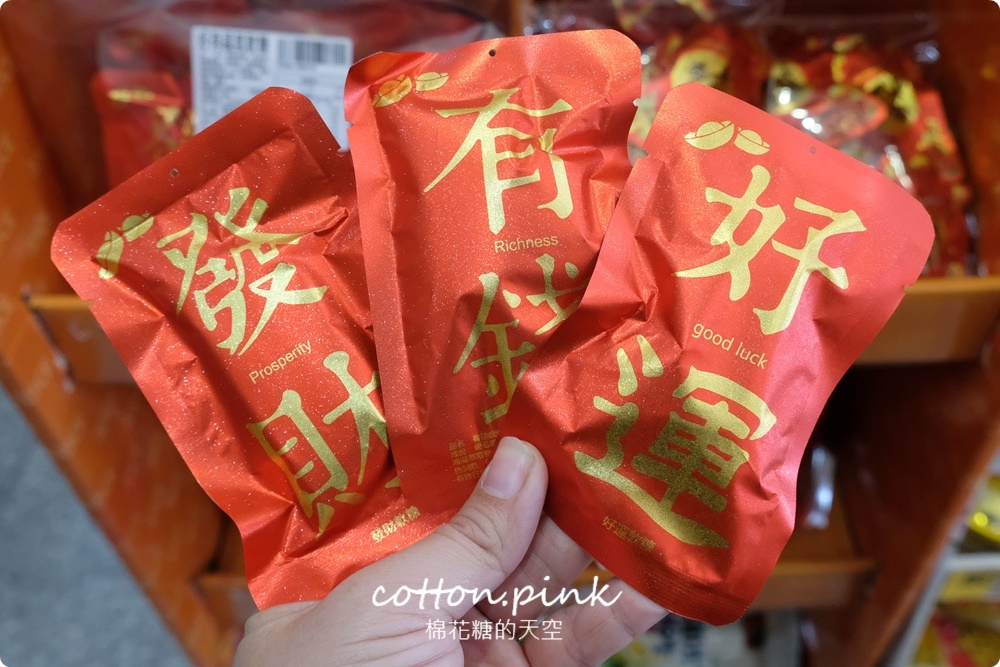 發
Prosperity
財
發財軟糖
有
Richness
錢
好
good luck
運
好運軟糖
cotton.pink
棉花糖的天空